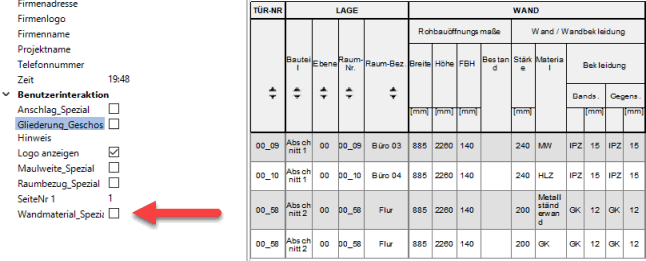 Firmenadresse
Firmenlogo
Firmenname
Projektname
Telefonnummer
Zeit 19:48
Benutzerinteraktion
Anschlag_Spezial
Gliederung_Geschos
Hinweis
Logo anzeigen
Maulweite_Spezial
Raumbezug_Spezial
SeiteNr 1 1
Wandmaterial_Spezia
TÜR-NR LAGE WAND
Rohbauöffnungsmaße Wand / Wandbekleidung
Bauteil Ebene Raum-Nr. Raum-Bez. Breite Höhe FBH Bestand Stärke Material Bekleidung
Bands. Gegens.
[mm] [mm] [mm] [mm] [mm] [mm]
00_09 Abschnitt 1 00 00_09 Büro 03 885 2260 140 240 MW IPZ 15 IPZ 15
00_10 Abschnitt 1 00 00_10 Büro 04 885 2260 140 240 HLZ IPZ 15 IPZ 15
00_58 Abschnitt 2 00 00_58 Flur 885 2260 140 200 Metallständerwand GK 12 GK 12
00_58 Abschnitt 2 00 00_58 Flur 885 2260 140 200 GK GK 12 GK 12